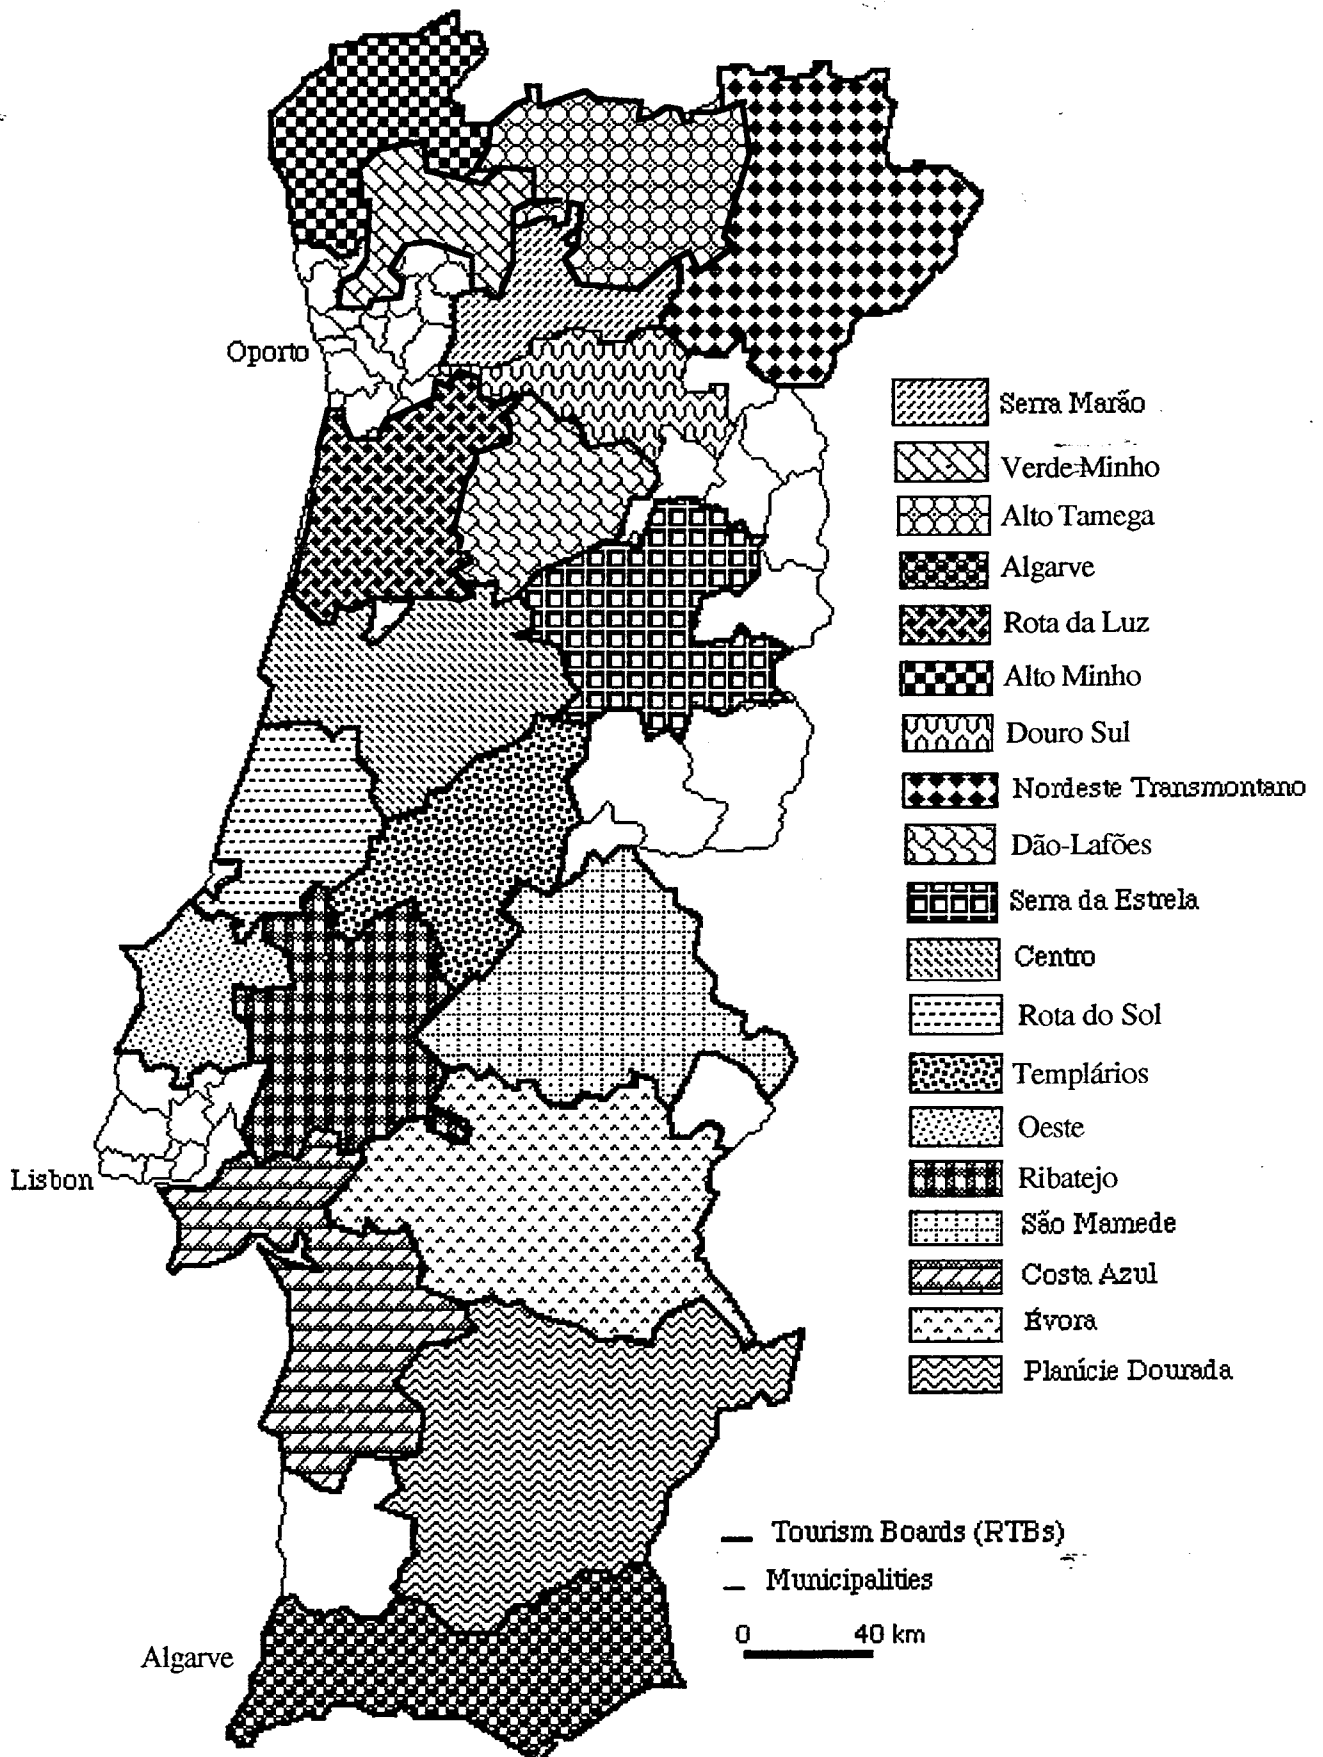 Oporto
Serra Marão
Verde-Minho
Alto Tamega
Algarve
Rota da Luz
Alto Minho
Douro Sul
Nordeste Transmontano
Dão-Lafões
Serra da Estrela
Centro
Rota do Sol
Templários
Oeste
Ribatejo
Lisbon
São Mamede
Costa Azul
Évora
Planície Dourada
Tourism Boards (RTBs)
Municipalities
0 40 km
Algarve